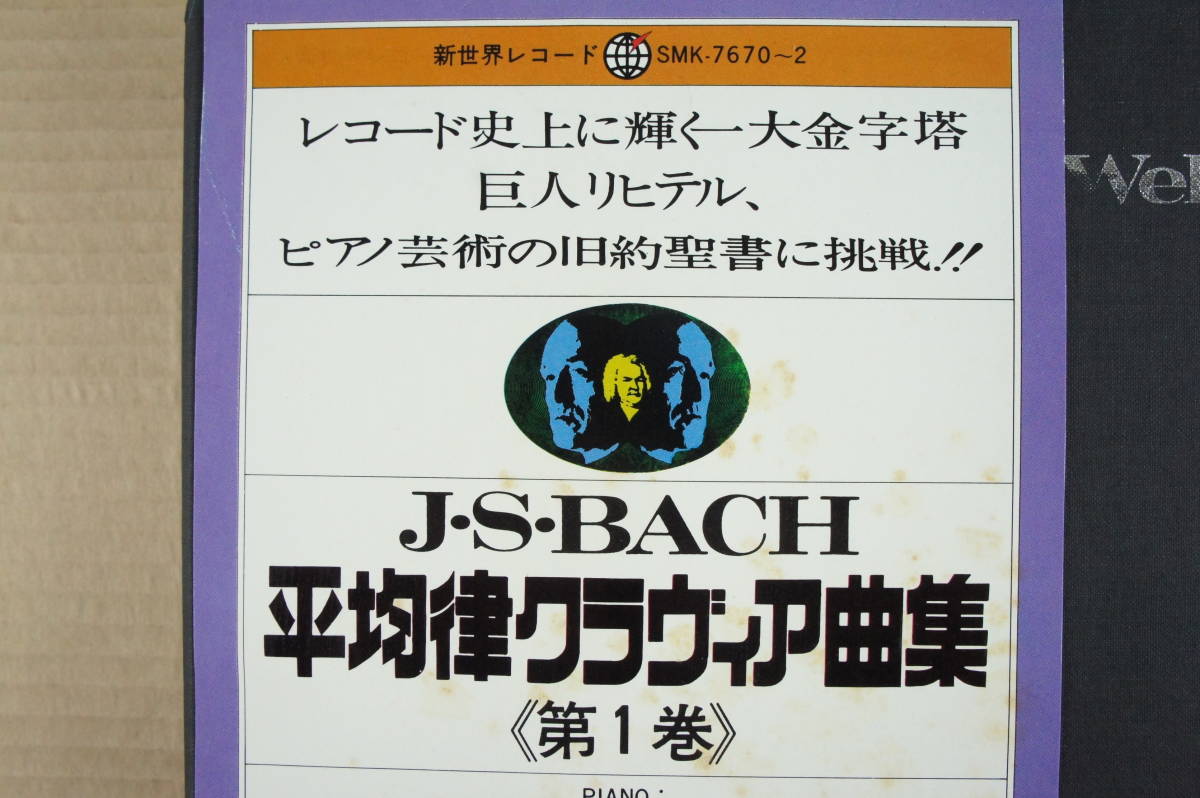 新世界レコード SMK-7670~2
レコード史上に輝く一大金字塔
巨人リヒテル、
ピアノ芸術の旧約聖書に挑戦!!
Wel
J·S·BACH
平均律クラヴィア曲集
《第1巻》
PIANO: